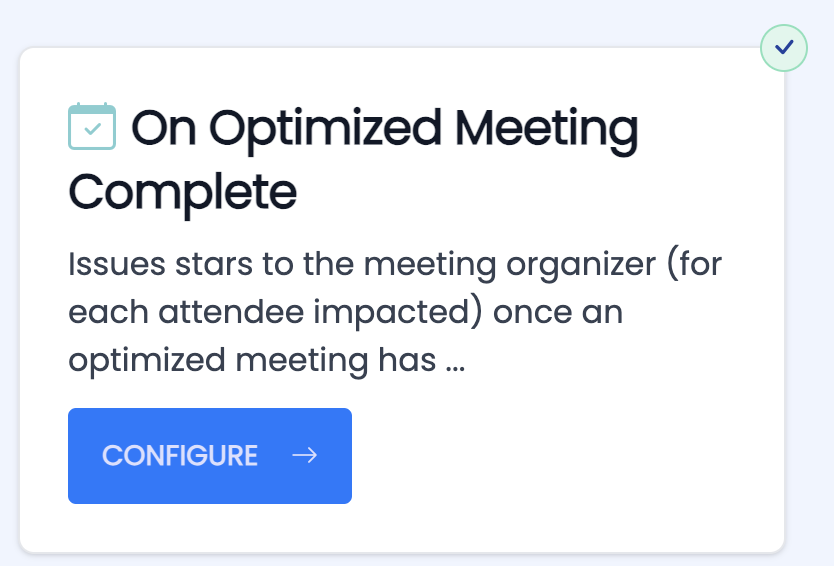 On Optimized Meeting
Complete
Issues stars to the meeting organizer (for
each attendee impacted) once an
optimized meeting has ...
CONFIGURE